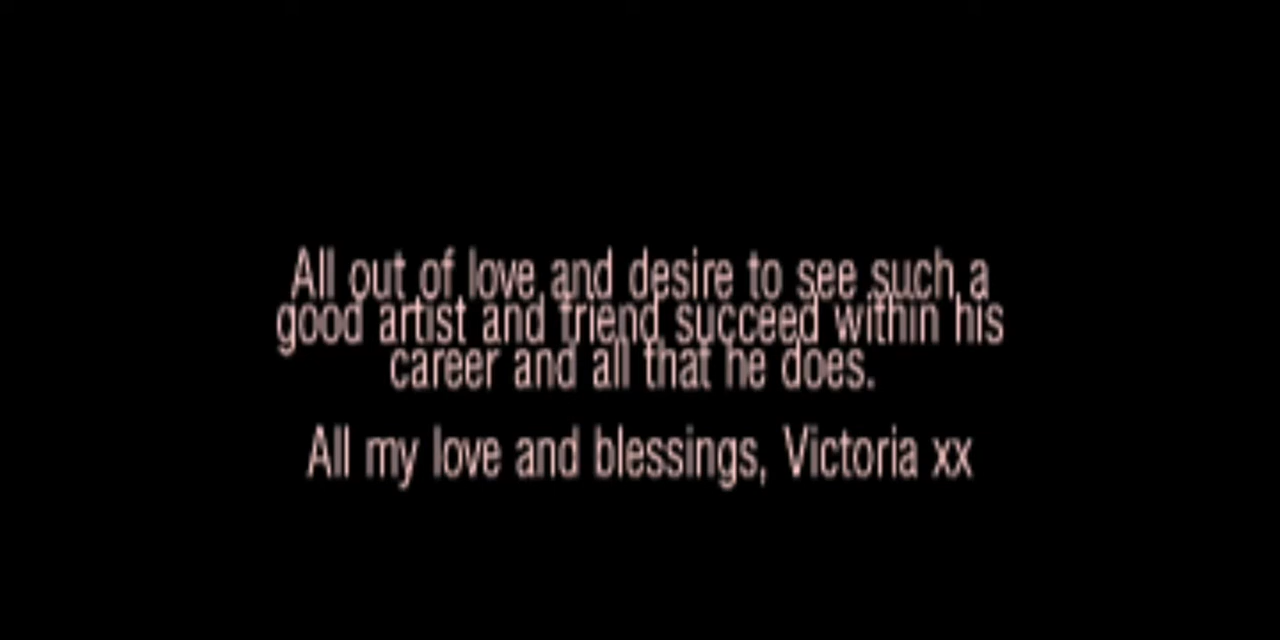 All out of love and desire to see such a
good artist and friend succeed within his
career and all that he does.
All my love and blessings, Victoria xx